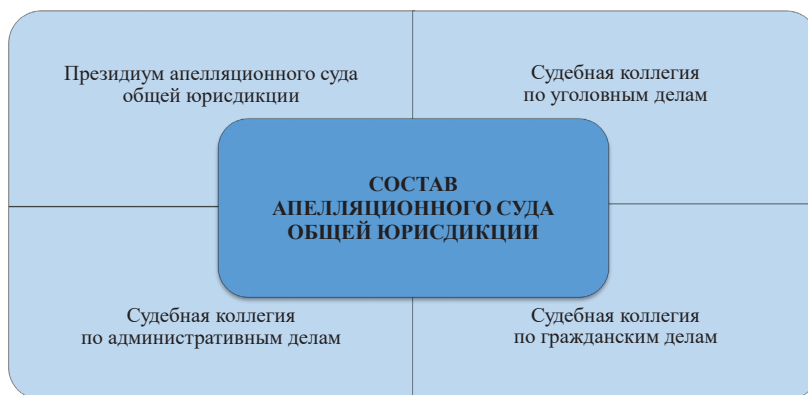 Президиум апелляционного суда
общей юрисдикции
Судебная коллегия
по уголовным делам
СОСТАВ
АПЕЛЛЯЦИОННОГО СУДА
ОБЩЕЙ ЮРИСДИКЦИИ
Судебная коллегия
по административным делам
Судебная коллегия
по гражданским делам